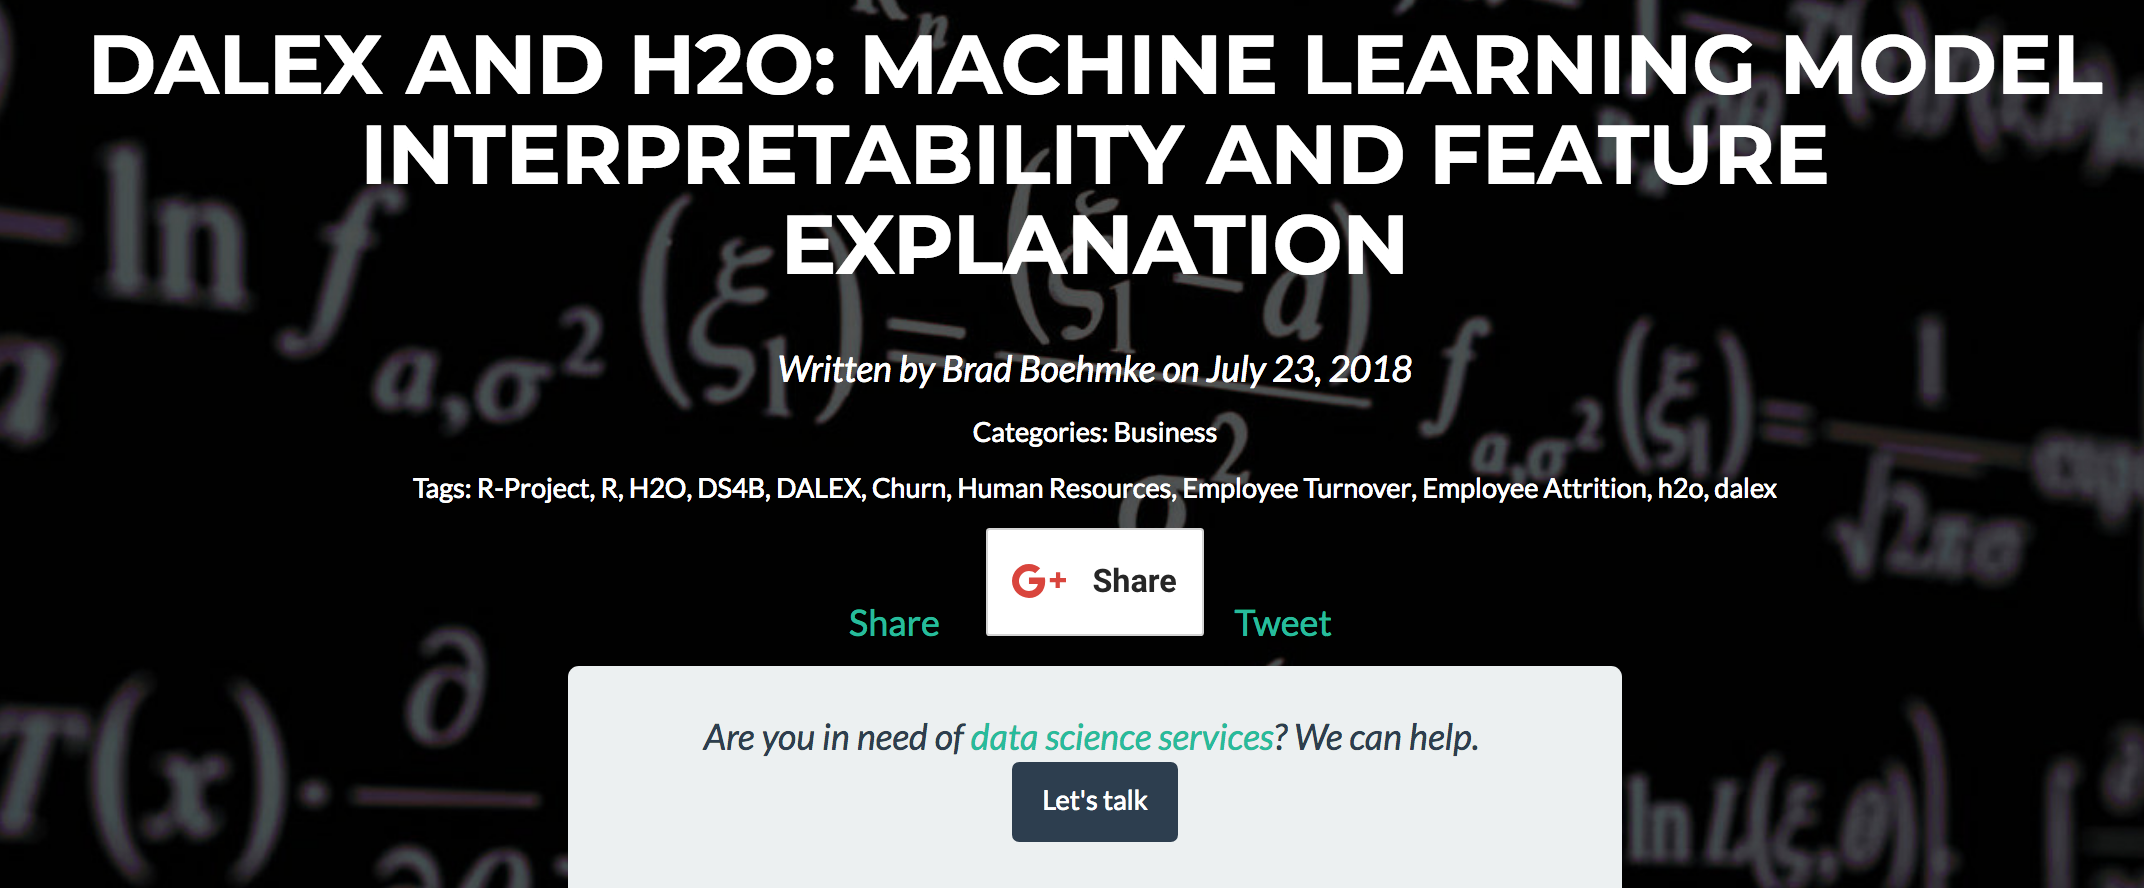 DALEX AND H2O: MACHINE LEARNING MODEL
INTERPRETABILITY AND FEATURE
EXPLANATION
Written by Brad Boehmke on July 23, 2018
Categories: Business
Tags: R-Project, R, H2O, DS4B, DALEX, Churn, Human Resources, Employee Turnover, Employee Attrition, h2o, dalex
Share
G+ Share
Tweet
Are you in need of data science services? We can help.
Let's talk